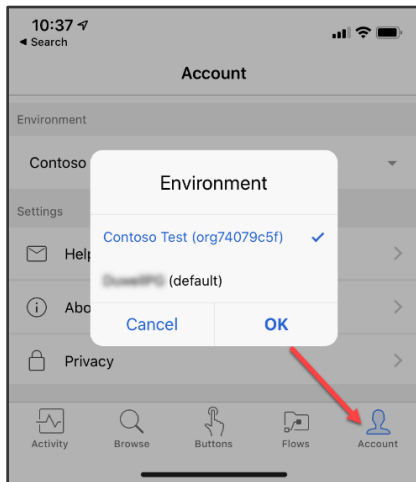 10:37
Search
Account
Environment
Contoso
Environment
Contoso Test (org74079c5f)
(default)
Cancel
OK
Settings
Help
Abo
Privacy
Activity
Browse
Buttons
Flows
Account